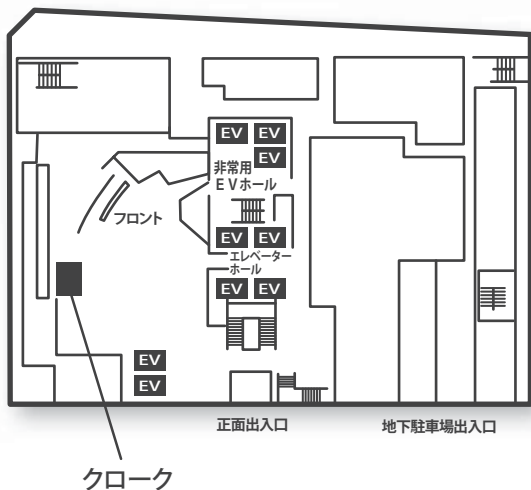 EV EV
EV
非常用
EVホール
フロント
EV EV
エレベーター
ホール
EV EV
EV
EV
正面出入口
地下駐車場出入口
クローク